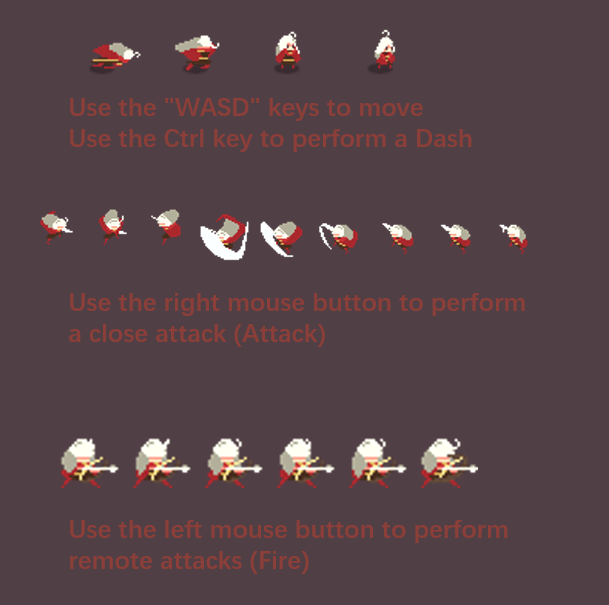 Use the "WASD" keys to move
Use the Ctrl key to perform a Dash
Use the right mouse button to perform
a close attack (Attack)
Use the left mouse button to perform
remote attacks (Fire)